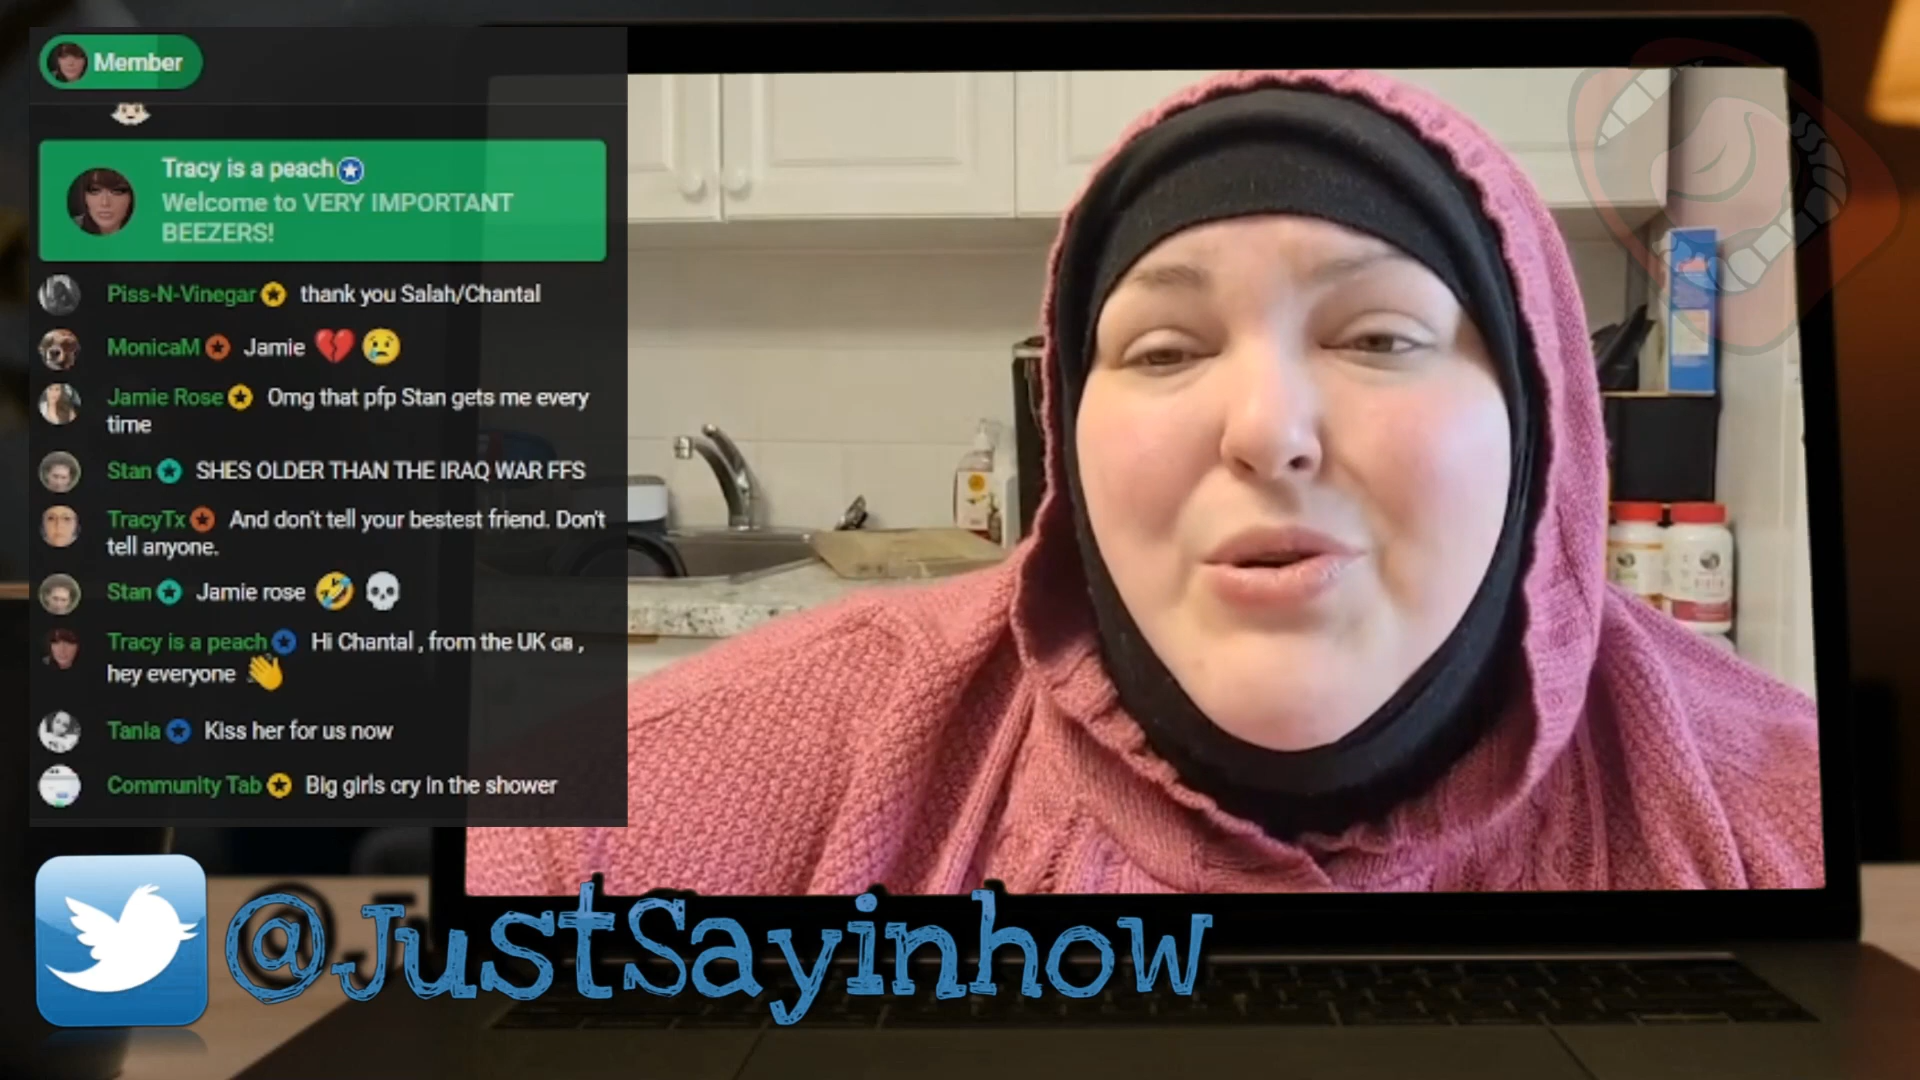 Member
Tracy is a peach
Welcome to VERY IMPORTANT
BEEZERS!
Piss-N-Vinegar thank you Salah/Chantal
MonicaM Jamie 💔 😢
Jamie Rose Omg that pfp Stan gets me every
time
Stan SHES OLDER THAN THE IRAQ WAR FFS
TracyTx And don't tell your bestest friend. Don't
tell anyone.
Stan Jamie rose 🤣 💀
Tracy is a peach Hi Chantal , from the UK GB ,
hey everyone 👋
Tania Kiss her for us now
Community Tab Big girls cry in the shower
@JustSayinhow